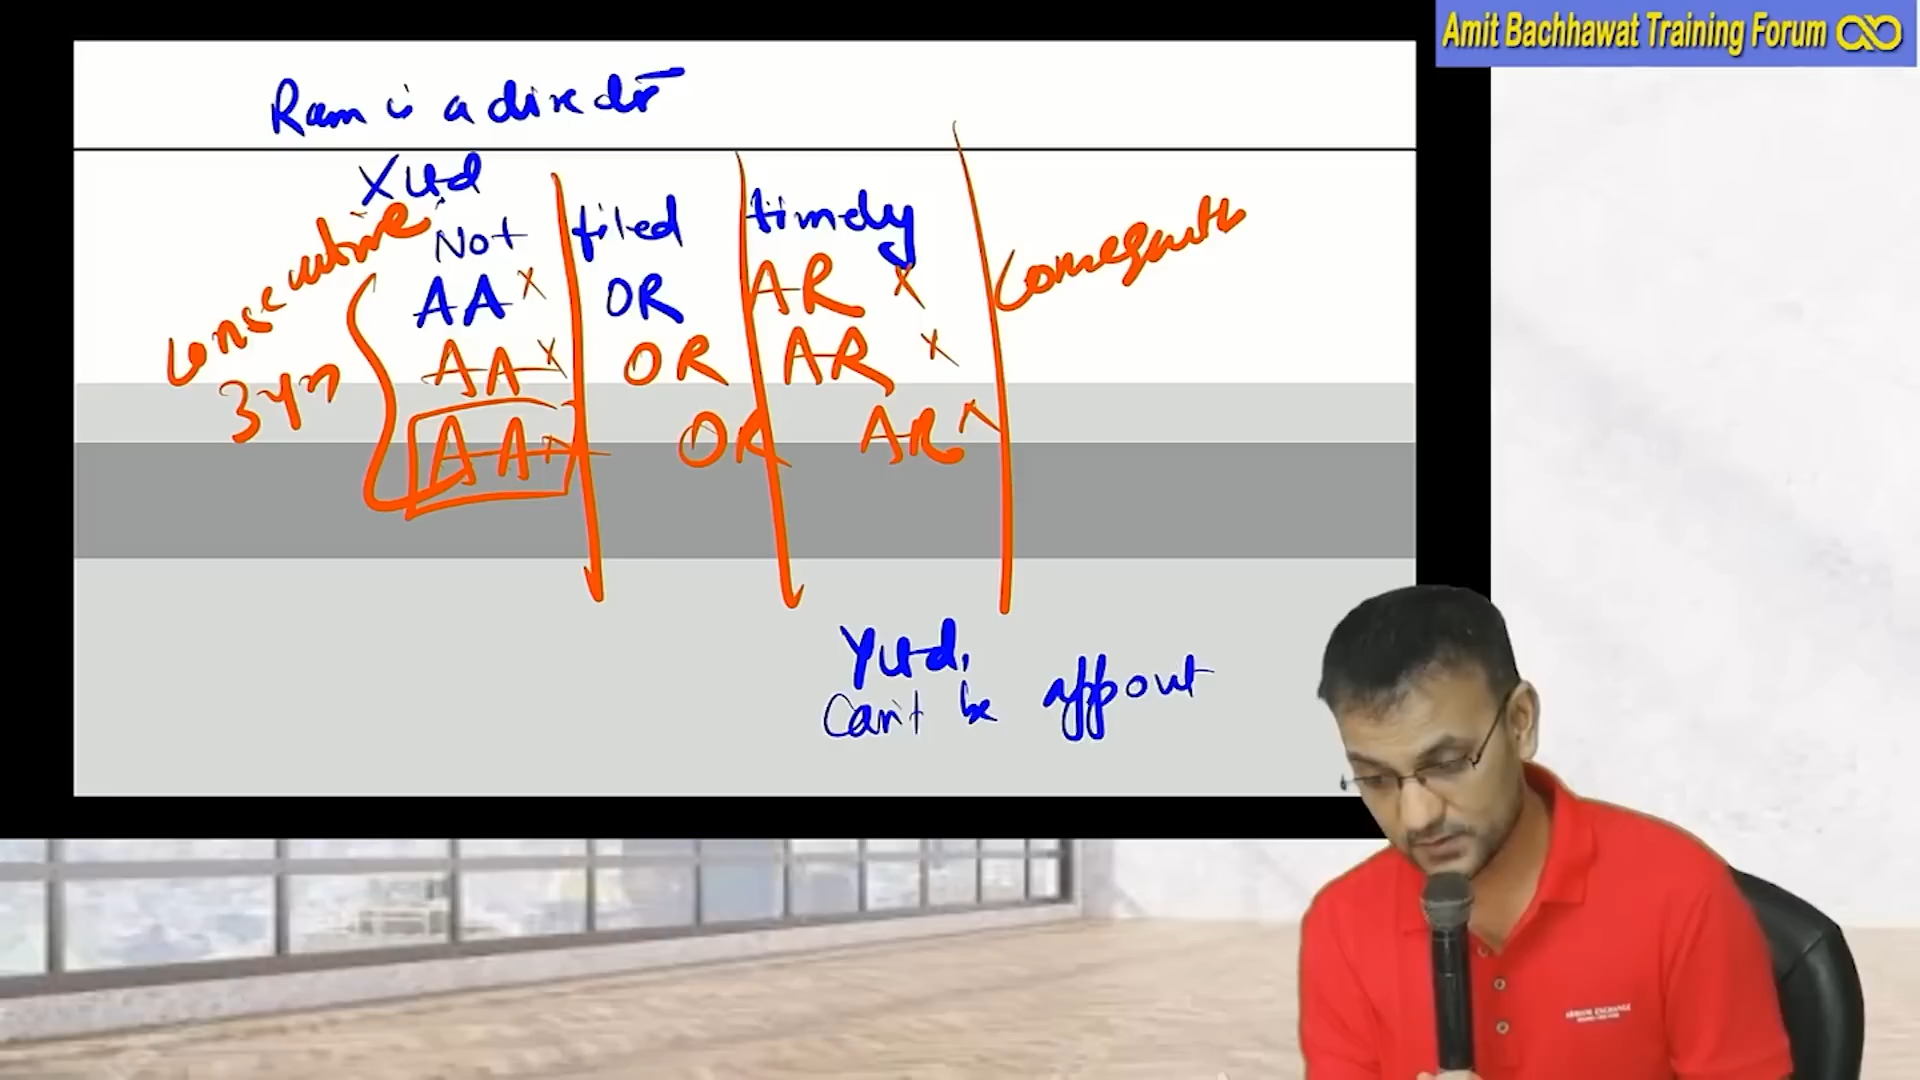 Amit Bachhawat Training Forum
Ram is a director
X Ltd
Not filed timely
AA x OR AR x
AA x OR AR x
AA x OR AR x
consecutive
3 yrs
Y Ltd,
Can't be appoint